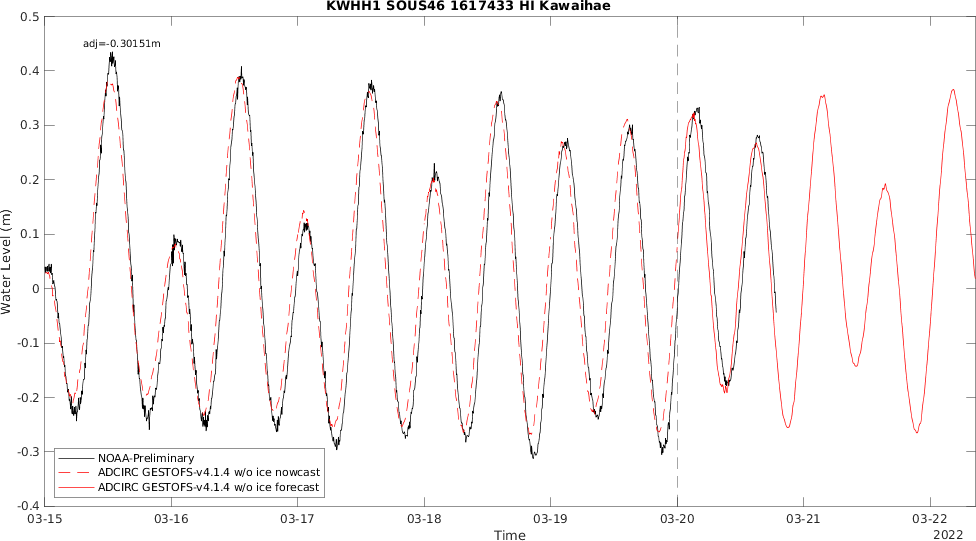 KWHH1 SOUS46 1617433 HI Kawaihae
adj=-0.30151m
0.5
0.4
0.3
0.2
0.1
0
-0.1
-0.2
-0.3
-0.4
Water Level (m)
NOAA-Preliminary
ADCIRC GESTOFS-v4.1.4 w/o ice nowcast
ADCIRC GESTOFS-v4.1.4 w/o ice forecast
03-15 03-16 03-17 03-18 03-19 03-20 03-21 03-22
Time
2022